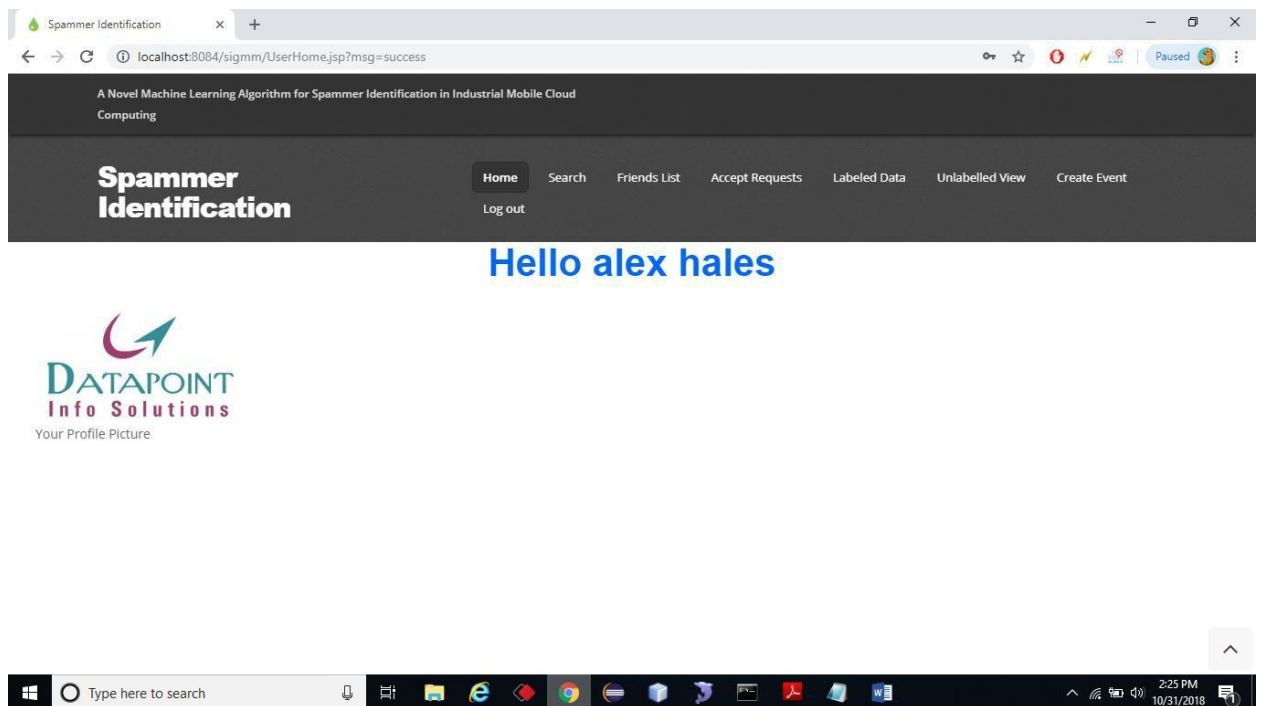 Spammer Identification
localhost:8084/sigmm/UserHome.jsp?msg=success
Paused
A Novel Machine Learning Algorithm for Spammer Identification in Industrial Mobile Cloud
Computing
Spammer
Identification
Home Search Friends List Accept Requests Labeled Data Unlabelled View Create Event
Log out
Hello alex hales
DATAPOINT
Info Solutions
Your Profile Picture
Type here to search
2:25 PM
10/31/2018